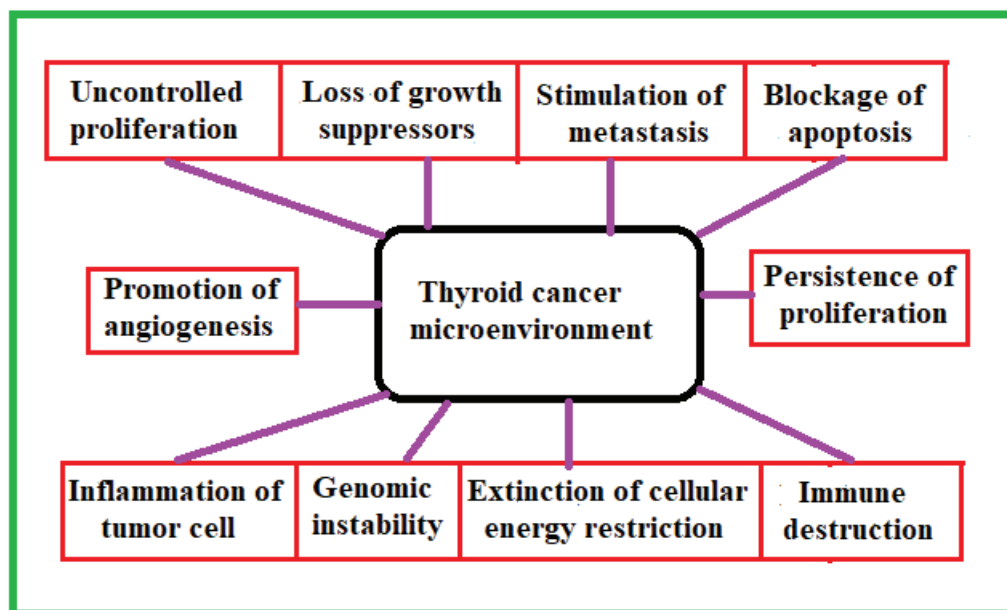 Uncontrolled
proliferation
Loss of growth
suppressors
Stimulation of
metastasis
Blockage of
apoptosis
Promotion of
angiogenesis
Thyroid cancer
microenvironment
Persistence of
proliferation
Inflammation of
tumor cell
Genomic
instability
Extinction of cellular
energy restriction
Immune
destruction